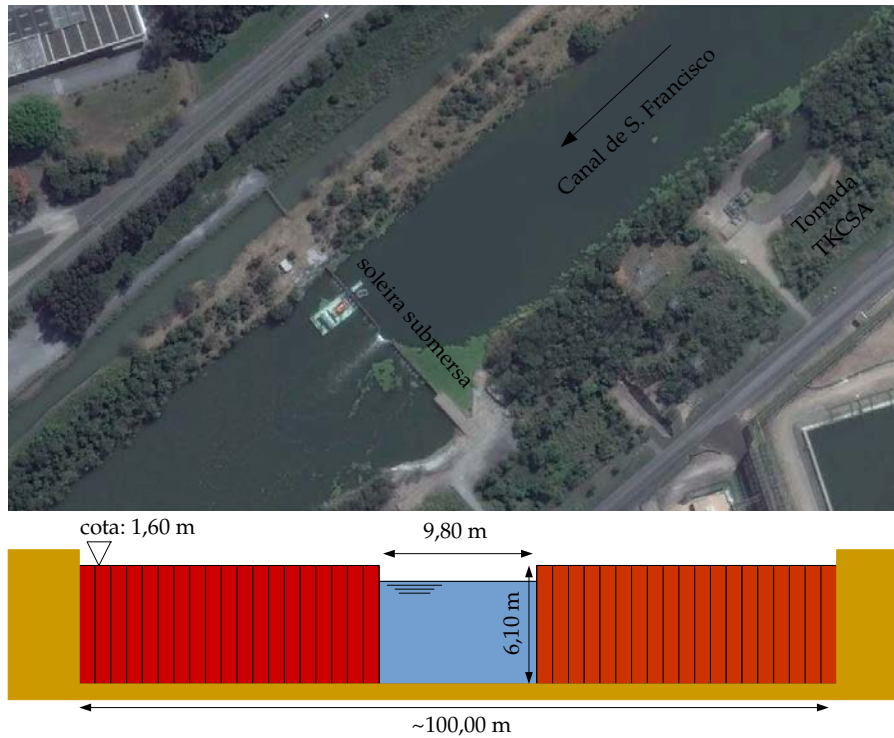 Canal de S. Francisco
Tomada
TKCSA
soleira submersa
cota: 1,60 m
9,80 m
6,10 m
~100,00 m